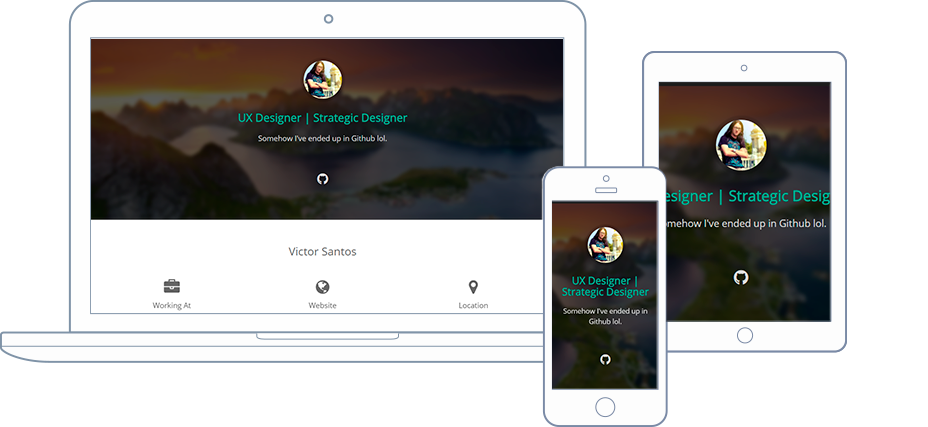 UX Designer | Strategic Designer
Somehow I've ended up in Github lol.
Victor Santos
Working At
Website
Location
UX Designer |
Strategic Designer
Somehow I've ended up in
Github lol.
esigner | Strategic Desig
mehow I've ended up in Github lol.